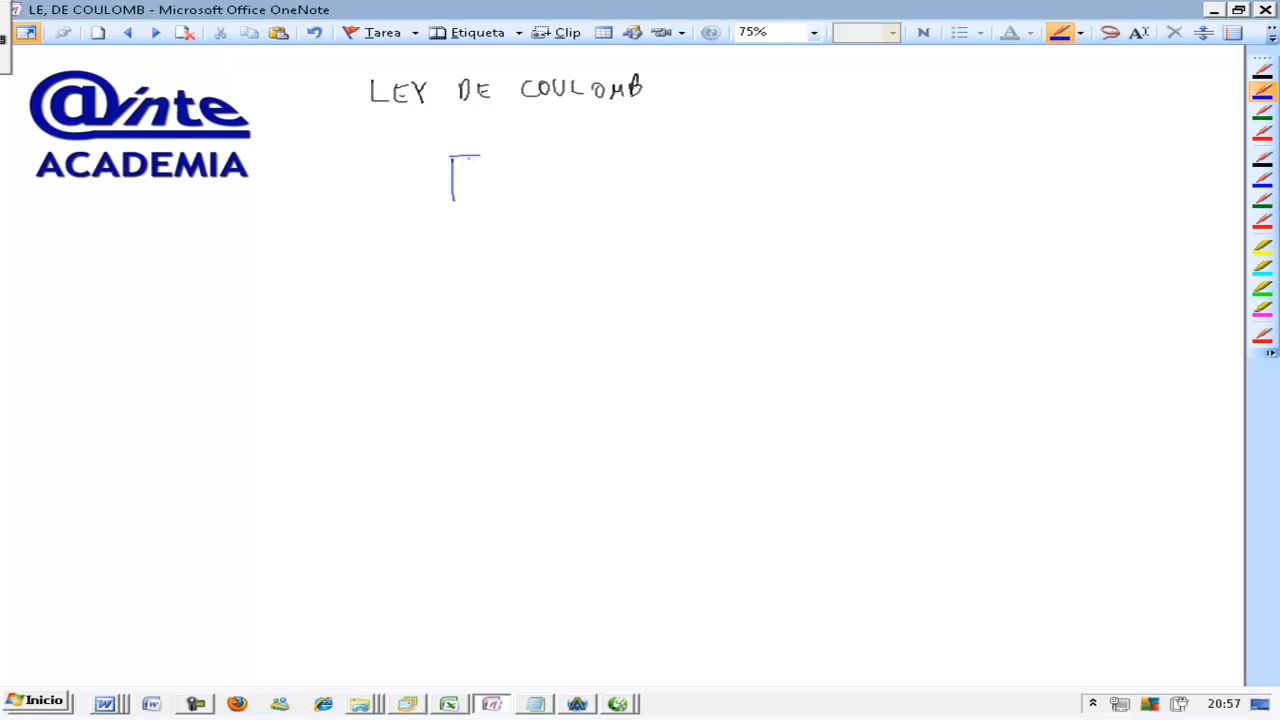 LE, DE COULOMB - Microsoft Office OneNote
Tarea Etiqueta Clip 75% N A A
@inte
ACADEMIA
LEY DE COULOMB
Inicio 20:57